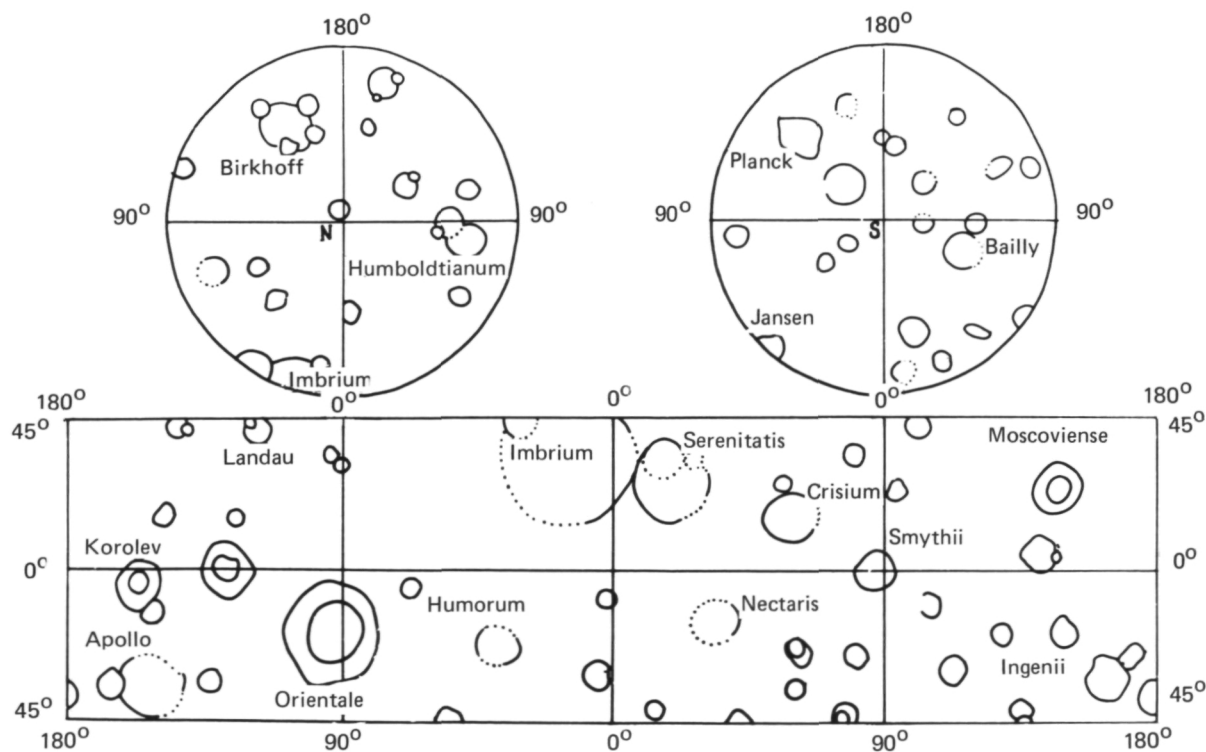 180°
180°
Birkhoff
Planck
90°
90°
90°
90°
N
S
Humboldtianum
Bailly
Jansen
Imbrium
0°
0°
180°
0°
180°
45°
45°
Landau
Imbrium
Serenitatis
Moscoviense
Crisium
Korolev
Smythii
0°
0°
Humorum
Nectaris
Apollo
Ingenii
Orientale
45°
45°
180°
90°
0°
90°
180°